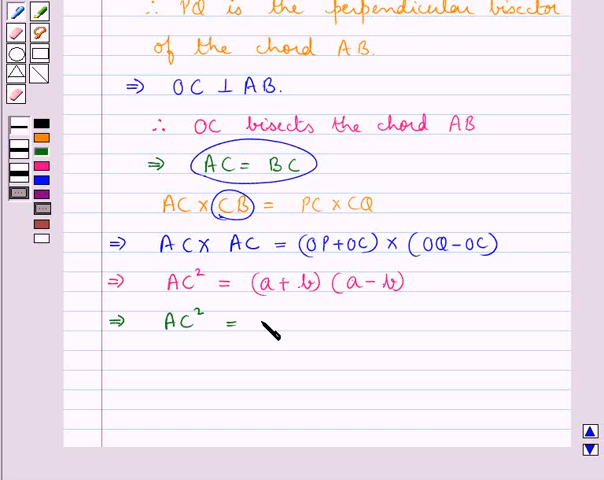 ∴ PQ is the perpendicular bisector
of the chord AB.
⇒ OC ⊥ AB.
∴ OC bisects the chord AB
⇒ AC = BC
AC × CB = PC × CQ
⇒ AC × AC = (OP+OC) × (OQ-OC)
⇒ AC² = (a+b) (a-b)
⇒ AC² =